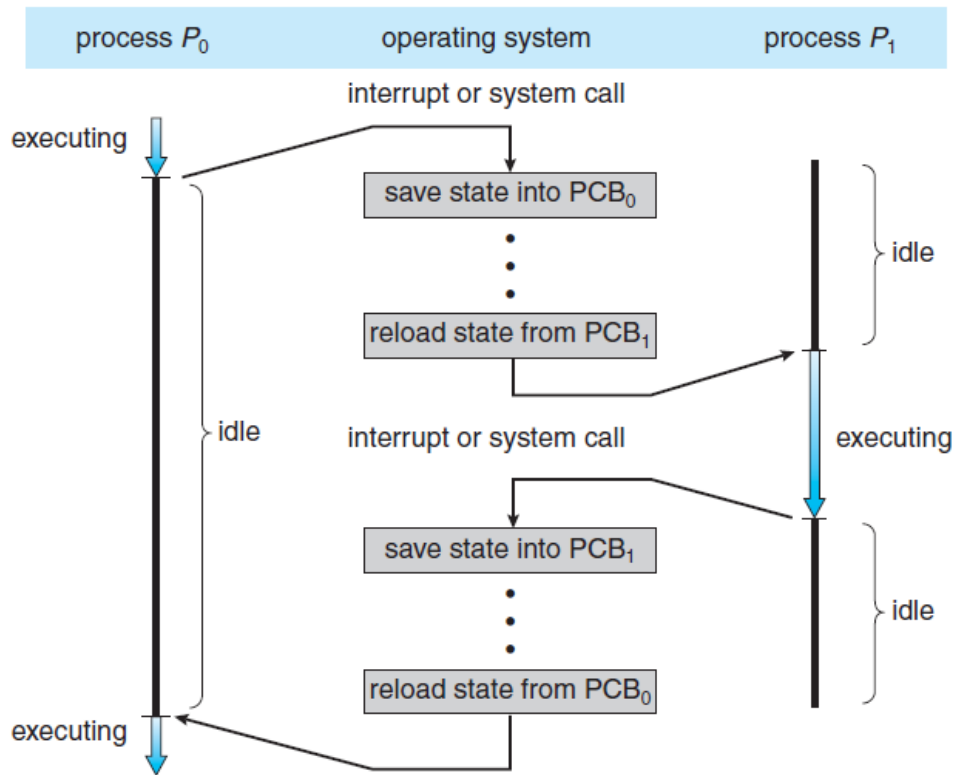 process P₀ operating system process P₁
interrupt or system call
executing
save state into PCB₀
idle
reload state from PCB₁
idle
interrupt or system call
executing
save state into PCB₁
idle
reload state from PCB₀
executing